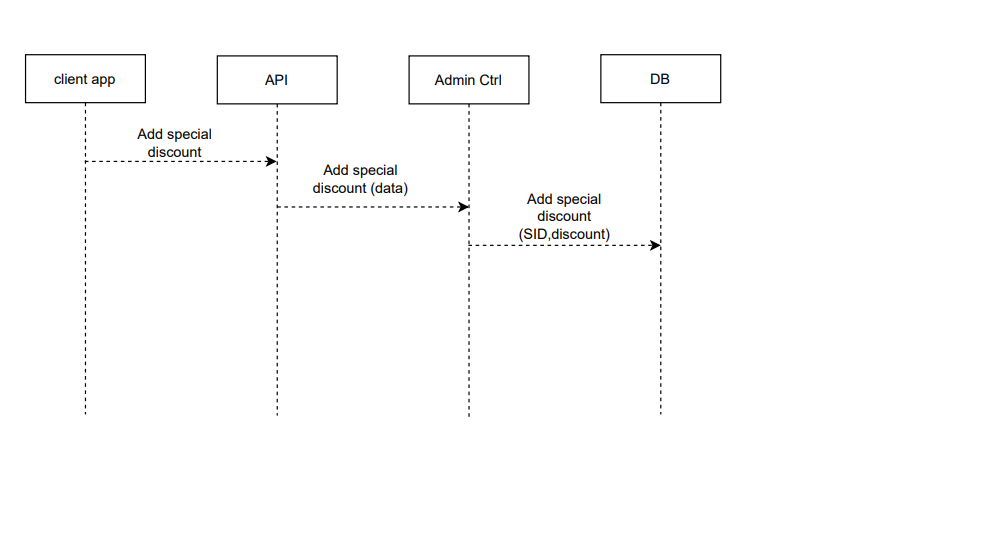 client app
API
Admin Ctrl
DB
Add special
discount
Add special
discount (data)
Add special
discount
(SID,discount)